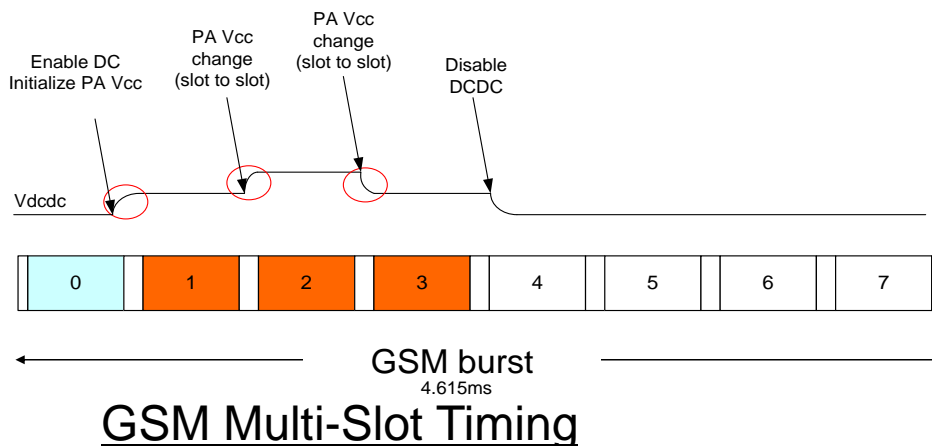 Enable DC
Initialize PA Vcc
PA Vcc
change
(slot to slot)
PA Vcc
change
(slot to slot)
Disable
DCDC
Vdcdc
0 1 2 3 4 5 6 7
GSM burst
4.615ms
GSM Multi-Slot Timing